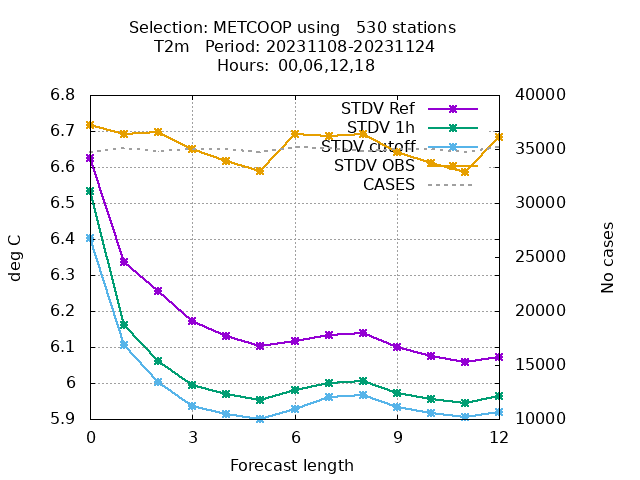 Selection: METCOOP using   530 stations
T2m   Period: 20231108-20231124
Hours:  00,06,12,18
6.8
6.7
6.6
6.5
6.4
6.3
6.2
6.1
6
5.9
40000
35000
30000
25000
20000
15000
10000
STDV Ref
STDV 1h
STDV cutoff
STDV OBS
CASES
deg C
No cases
0
3
6
9
12
Forecast length